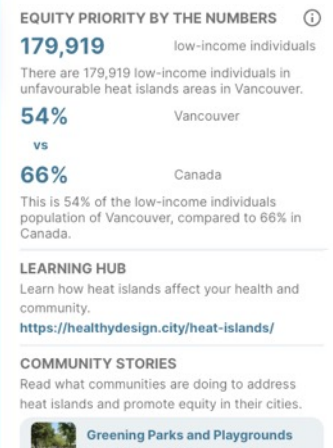 EQUITY PRIORITY BY THE NUMBERS
179,919 low-income individuals
There are 179,919 low-income individuals in
unfavourable heat islands areas in Vancouver.
54% Vancouver
vs
66% Canada
This is 54% of the low-income individuals
population of Vancouver, compared to 66% in
Canada.
LEARNING HUB
Learn how heat islands affect your health and
community.
https://healthydesign.city/heat-islands/
COMMUNITY STORIES
Read what communities are doing to address
heat islands and promote equity in their cities.
Greening Parks and Playgrounds